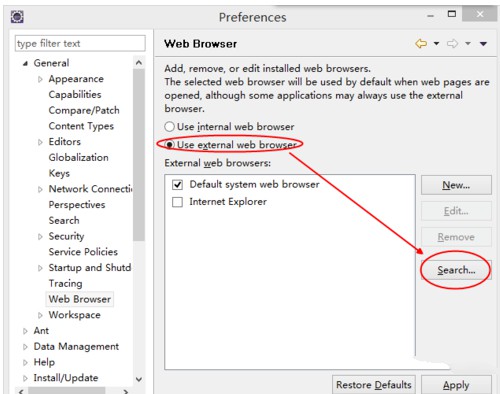 Preferences
type filter text
General
Appearance
Capabilities
Compare/Patch
Content Types
Editors
Globalization
Keys
Network Connecti
Perspectives
Search
Security
Service Policies
Startup and Shutd
Tracing
Web Browser
Workspace
Ant
Data Management
Help
Install/Update
Web Browser
Add, remove, or edit installed web browsers.
The selected web browser will be used by default when web pages are
opened, although some applications may always use the external
browser.
Use internal web browser
Use external web browser
External web browsers:
Default system web browser
Internet Explorer
New...
Edit...
Remove
Search...
Restore Defaults
Apply